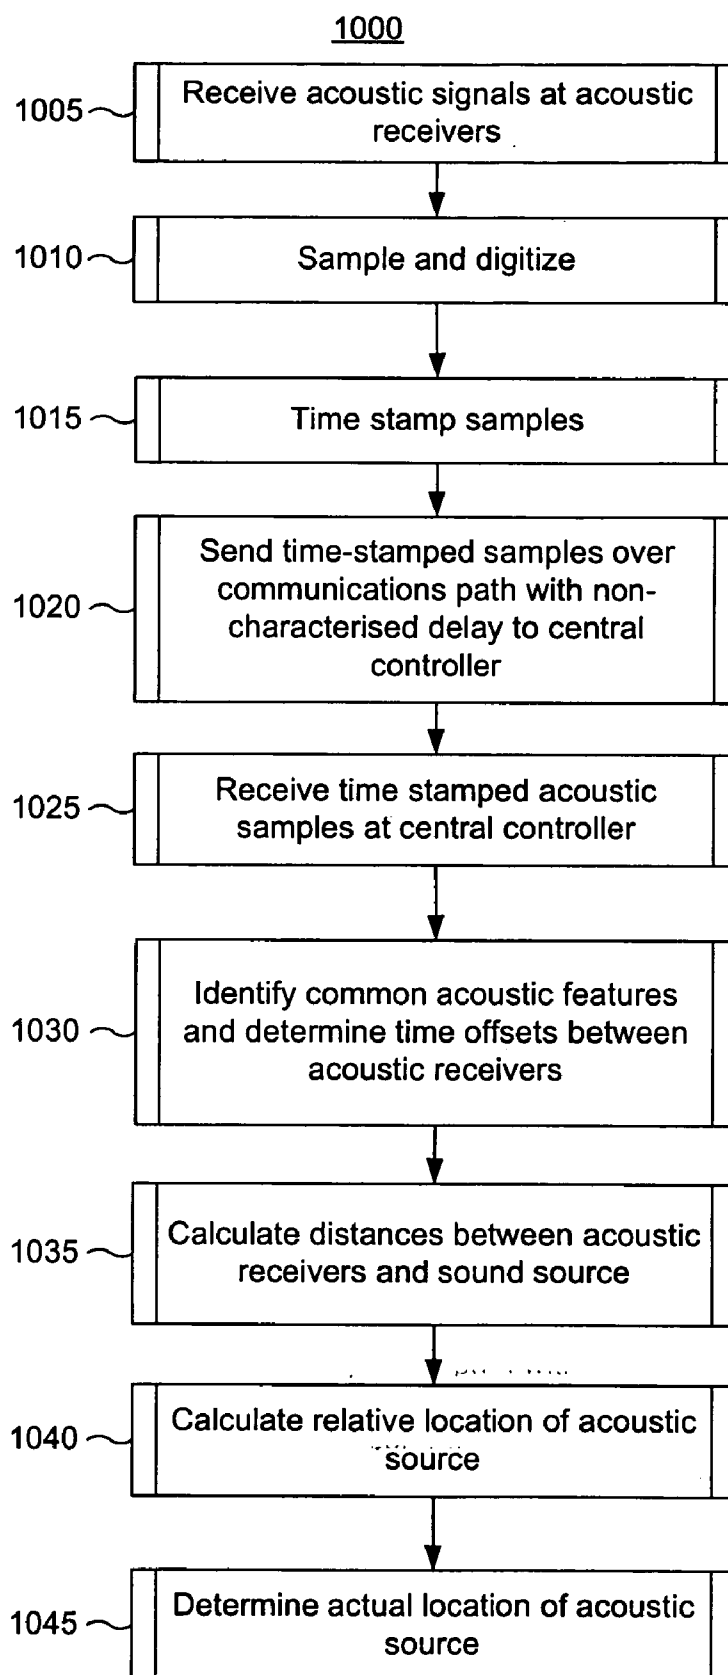 1000
1005
Receive acoustic signals at acoustic
receivers
1010
Sample and digitize
1015
Time stamp samples
1020
Send time-stamped samples over
communications path with non-
characterised delay to central
controller
1025
Receive time stamped acoustic
samples at central controller
1030
Identify common acoustic features
and determine time offsets between
acoustic receivers
1035
Calculate distances between acoustic
receivers and sound source
1040
Calculate relative location of acoustic
source
1045
Determine actual location of acoustic
source